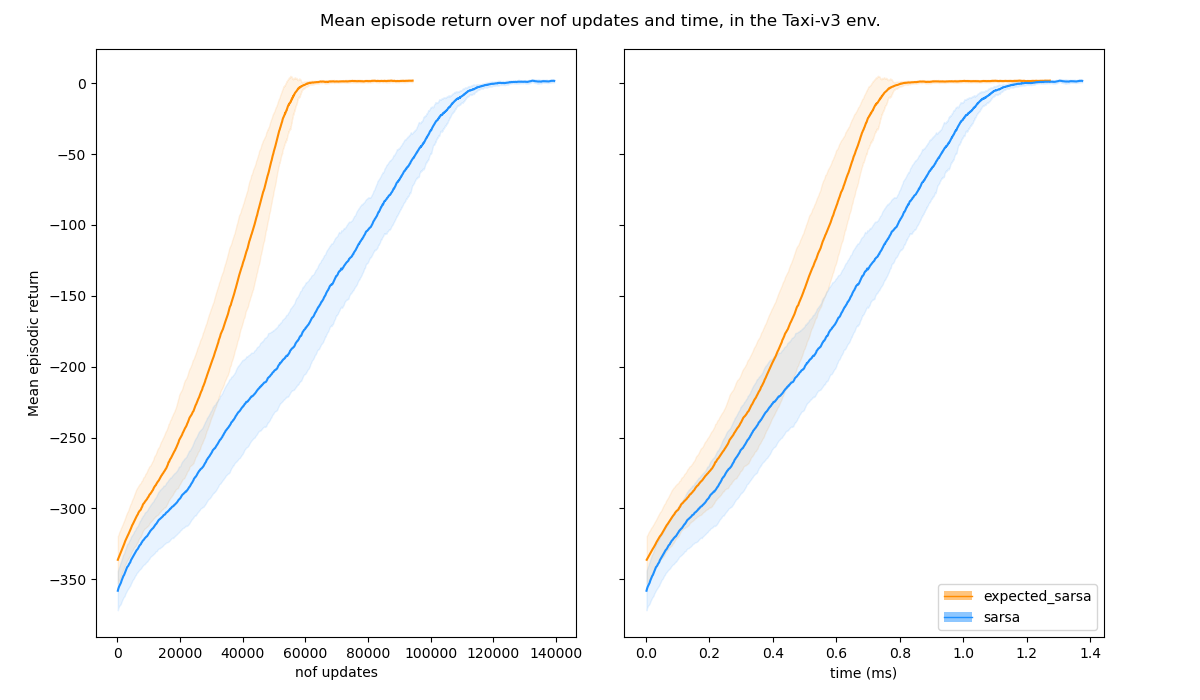 Mean episode return over nof updates and time, in the Taxi-v3 env.
Mean episodic return
0
−50
−100
−150
−200
−250
−300
−350
0 20000 40000 60000 80000 100000 120000 140000
nof updates
0.0 0.2 0.4 0.6 0.8 1.0 1.2 1.4
time (ms)
expected_sarsa
sarsa